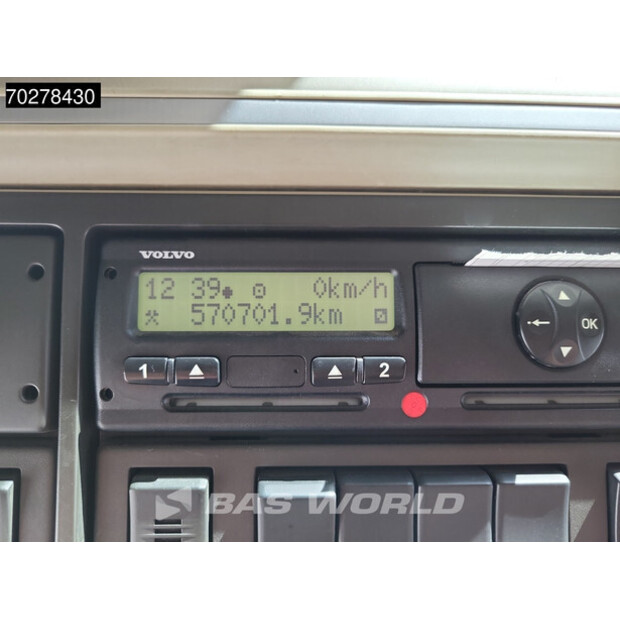 70278430
VOLVO
12 39 0km/h
570701.9km
1 2
OK
BAS WORLD